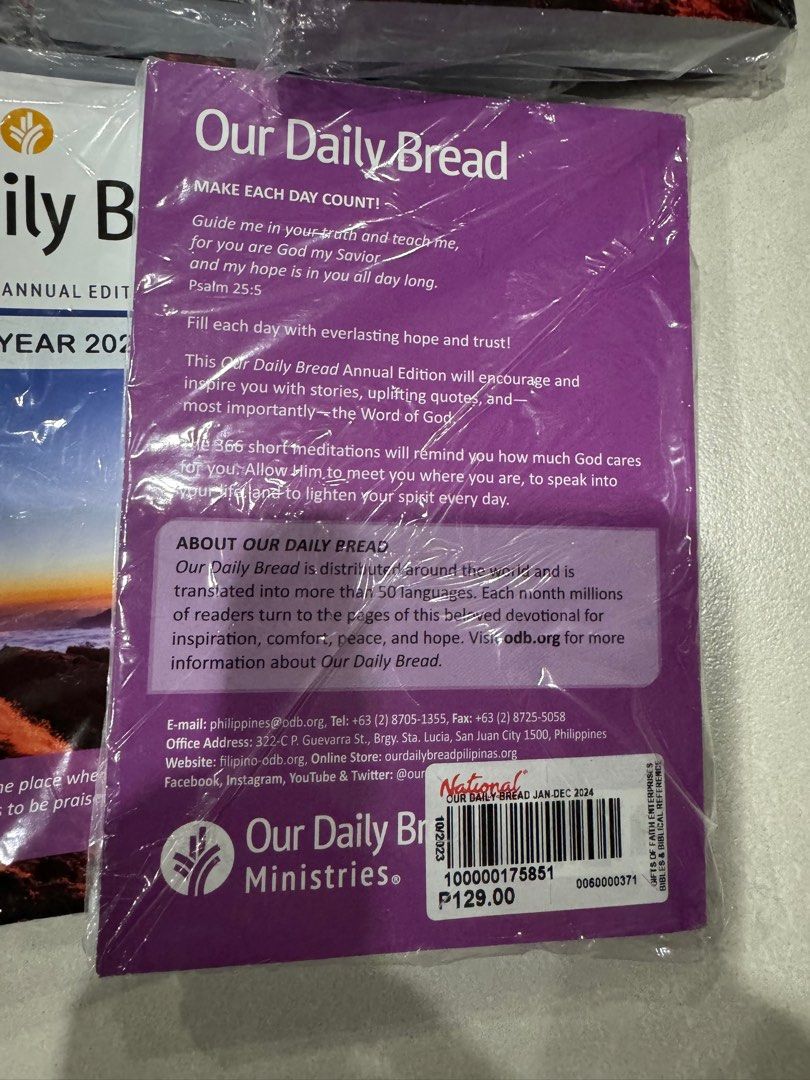 Our Daily Bread
MAKE EACH DAY COUNT!
Guide me in your truth and teach me,
for you are God my Savior
and my hope is in you all day long.
Psalm 25:5
Fill each day with everlasting hope and trust!
This Our Daily Bread Annual Edition will encourage and
inspire you with stories, uplifting quotes, and—
most importantly—the Word of God.
366 short meditations will remind you how much God cares
for you. Allow Him to meet you where you are, to speak into
your life, and to lighten your spirit every day.
ABOUT OUR DAILY BREAD
Our Daily Bread is distributed around the world and is
translated into more than 50 languages. Each month millions
of readers turn to the pages of this beloved devotional for
inspiration, comfort, peace, and hope. Visit odb.org for more
information about Our Daily Bread.
E-mail: philippines@odb.org, Tel: +63 (2) 8705-1355, Fax: +63 (2) 8725-5058
Office Address: 322-C P. Guevarra St., Brgy. Sta. Lucia, San Juan City 1500, Philippines
Website: filipino-odb.org, Online Store: ourdailybreadpilipinas.org
Facebook, Instagram, YouTube & Twitter: @our
Our Daily Br
Ministries®
National
OUR DAILY BREAD JAN-DEC 2024
10/2023
100000175851
0060000371
P129.00
GIFTS OF FAITH ENTERPRISES
BIBLES & BIBLICAL REFERENCE
ily B
ANNUAL EDIT
YEAR 202
he place whe
s to be praise